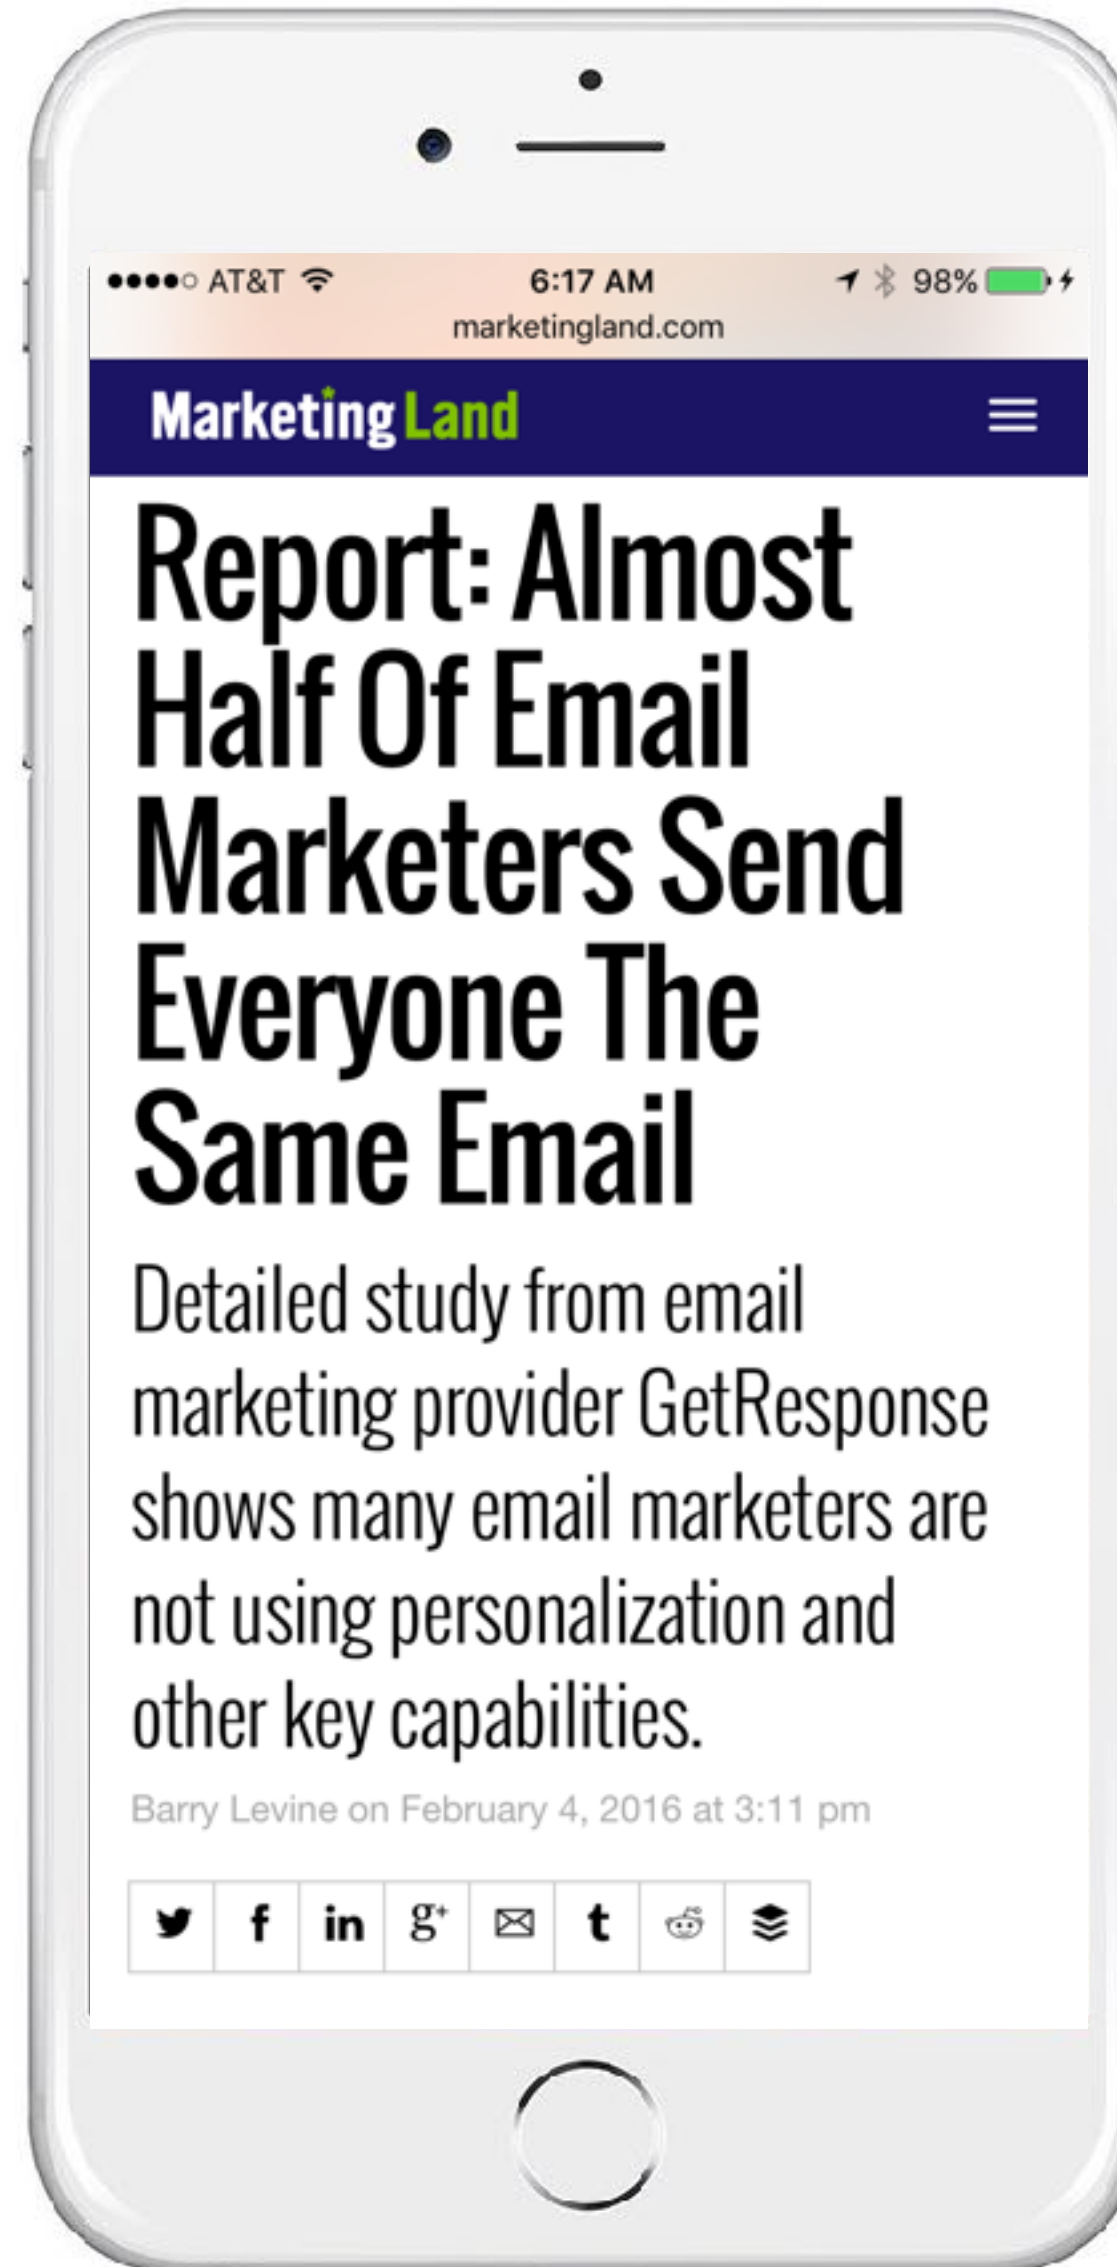 AT&T 6:17 AM 98%
marketingland.com
Marketing Land
Report: Almost
Half Of Email
Marketers Send
Everyone The
Same Email
Detailed study from email
marketing provider GetResponse
shows many email marketers are
not using personalization and
other key capabilities.
Barry Levine on February 4, 2016 at 3:11 pm
f in g+ t